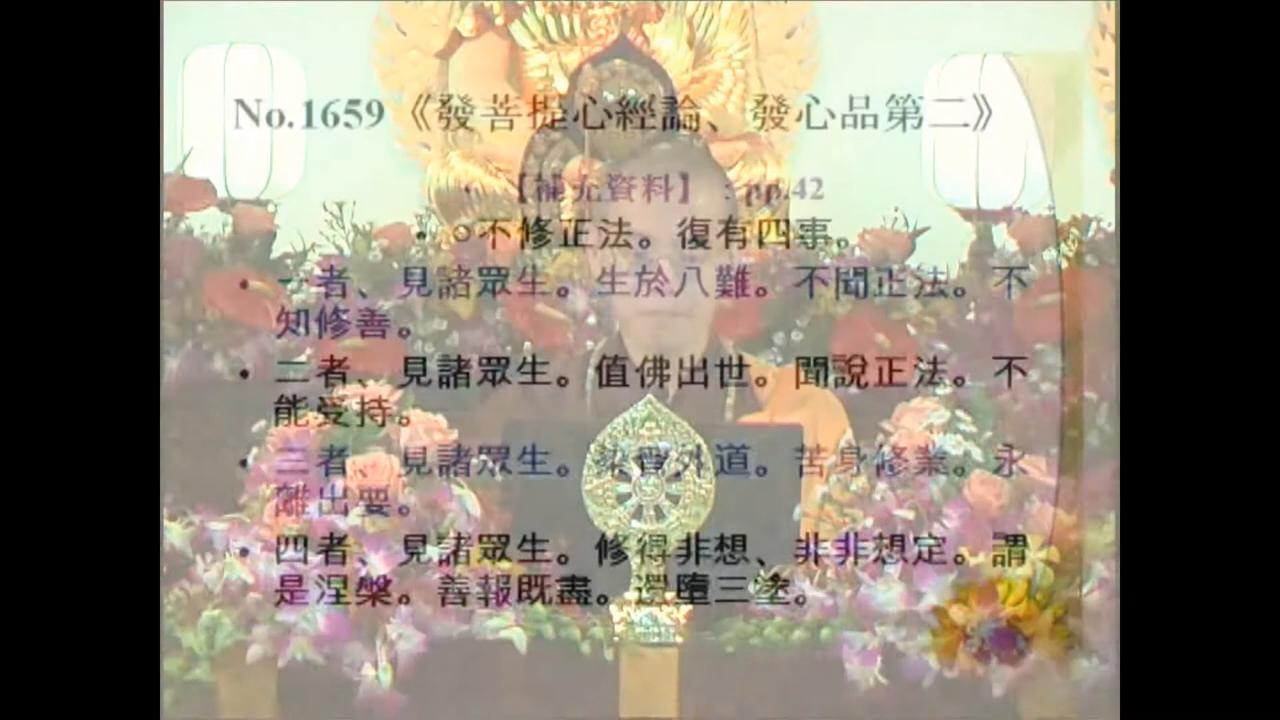 No.1659 《發菩提心經論、發心品第二》
• 【補充資料】：pp.42
• ○不修正法。復有四事。
• 一者、見諸眾生。生於八難。不聞正法。不
知修善。
• 二者、見諸眾生。值佛出世。聞說正法。不
能受持。
• 三者、見諸眾生。染習外道。苦身修業。永
離出要。
• 四者、見諸眾生。修得非想、非非想定。謂
是涅槃。善報既盡。還墮三塗。